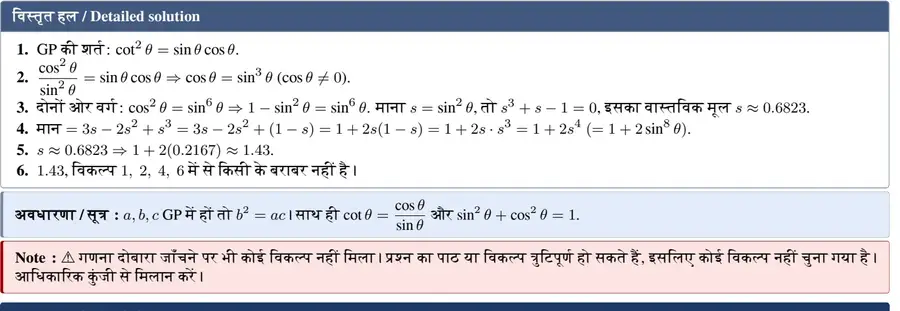 विस्तृत हल / Detailed solution
1. GP की शर्त : cot² θ = sin θ cos θ.
2. cos² θ / sin² θ = sin θ cos θ ⇒ cos θ = sin³ θ (cos θ ≠ 0).
3. दोनों ओर वर्ग : cos² θ = sin⁶ θ ⇒ 1 − sin² θ = sin⁶ θ. माना s = sin² θ, तो s³ + s − 1 = 0, इसका वास्तविक मूल s ≈ 0.6823.
4. मान = 3s − 2s² + s³ = 3s − 2s² + (1 − s) = 1 + 2s(1 − s) = 1 + 2s · s³ = 1 + 2s⁴ (= 1 + 2 sin⁸ θ).
5. s ≈ 0.6823 ⇒ 1 + 2(0.2167) ≈ 1.43.
6. 1.43, विकल्प 1, 2, 4, 6 में से किसी के बराबर नहीं है।
अवधारणा / सूत्र : a, b, c GP में हों तो b² = ac। साथ ही cot θ = cos θ / sin θ और sin² θ + cos² θ = 1.
Note : ⚠ गणना दोबारा जाँचने पर भी कोई विकल्प नहीं मिला। प्रश्न का पाठ या विकल्प त्रुटिपूर्ण हो सकते हैं, इसलिए कोई विकल्प नहीं चुना गया है।
आधिकारिक कुंजी से मिलान करें।